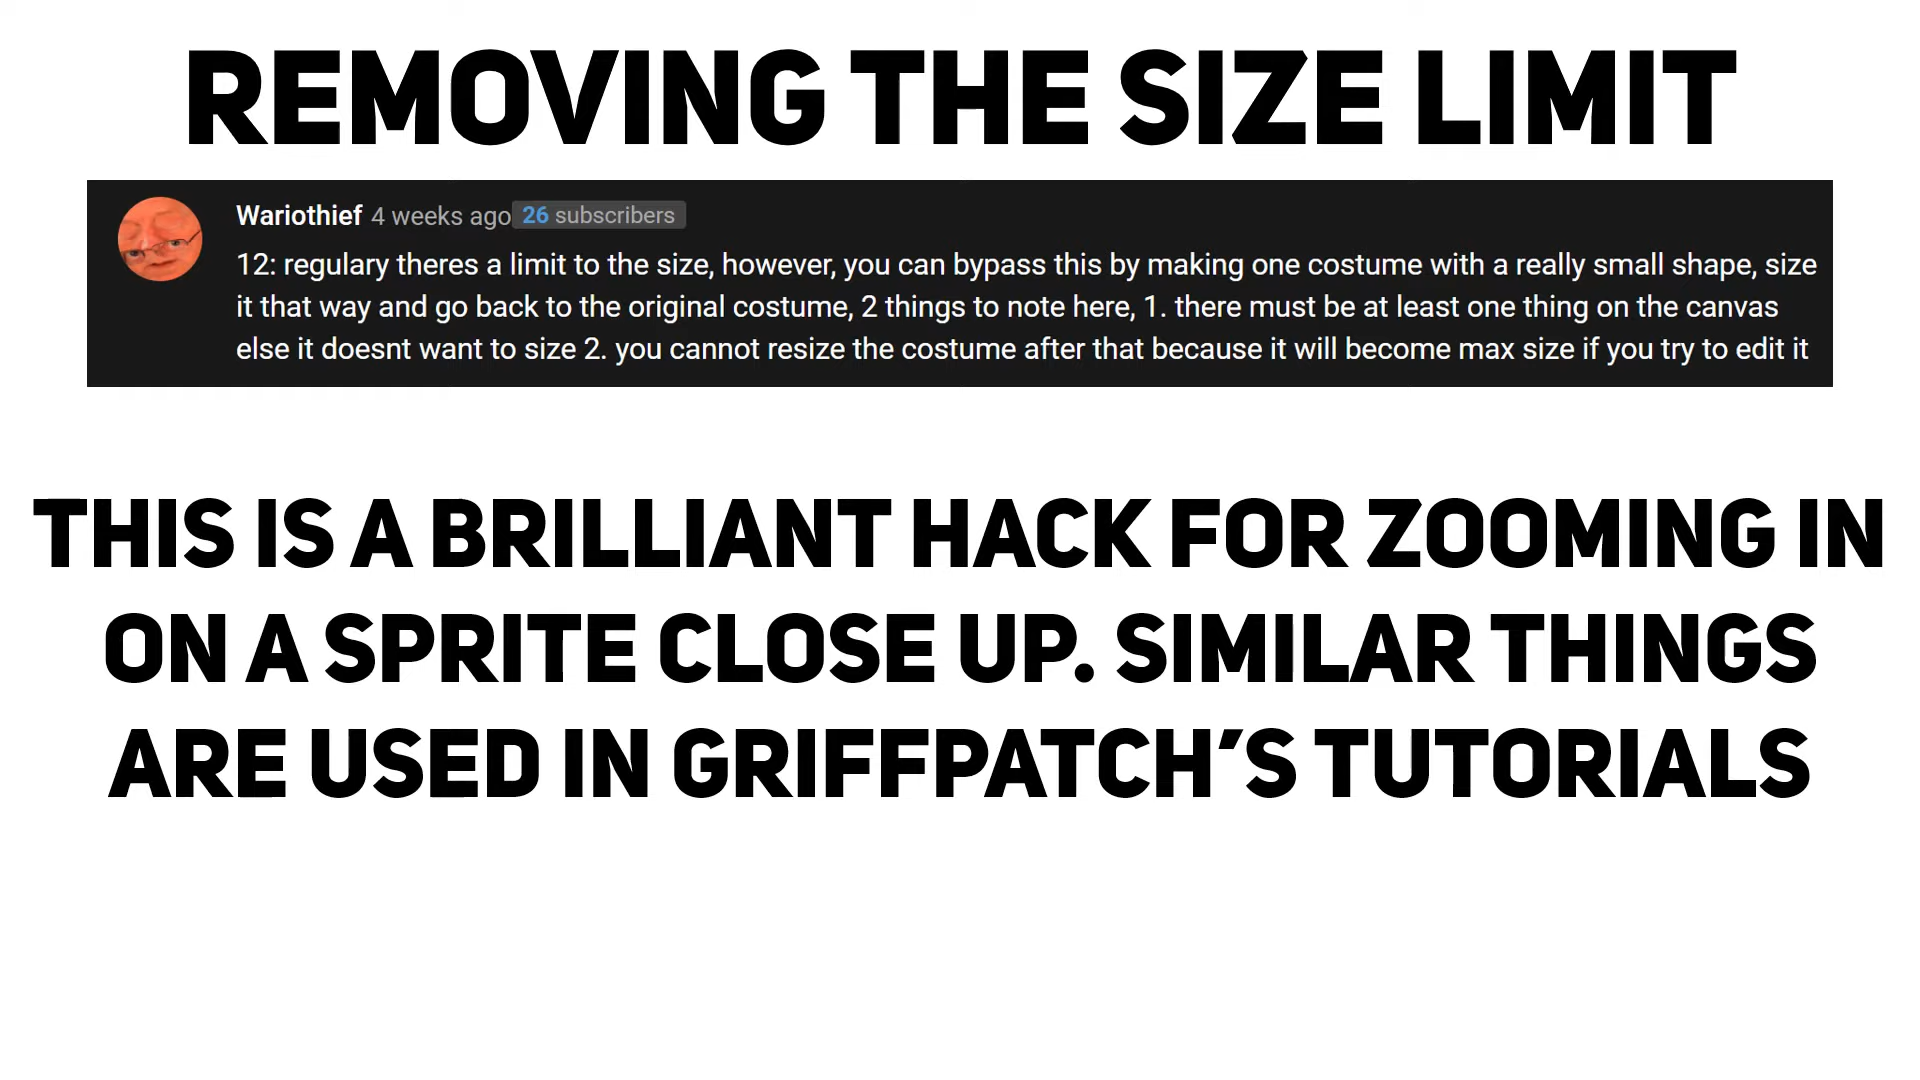 REMOVING THE SIZE LIMIT
Wariothief 4 weeks ago 26 subscribers
12: regulary theres a limit to the size, however, you can bypass this by making one costume with a really small shape, size
it that way and go back to the original costume, 2 things to note here, 1. there must be at least one thing on the canvas
else it doesnt want to size 2. you cannot resize the costume after that because it will become max size if you try to edit it
THIS IS A BRILLIANT HACK FOR ZOOMING IN
ON A SPRITE CLOSE UP. SIMILAR THINGS
ARE USED IN GRIFFPATCH'S TUTORIALS